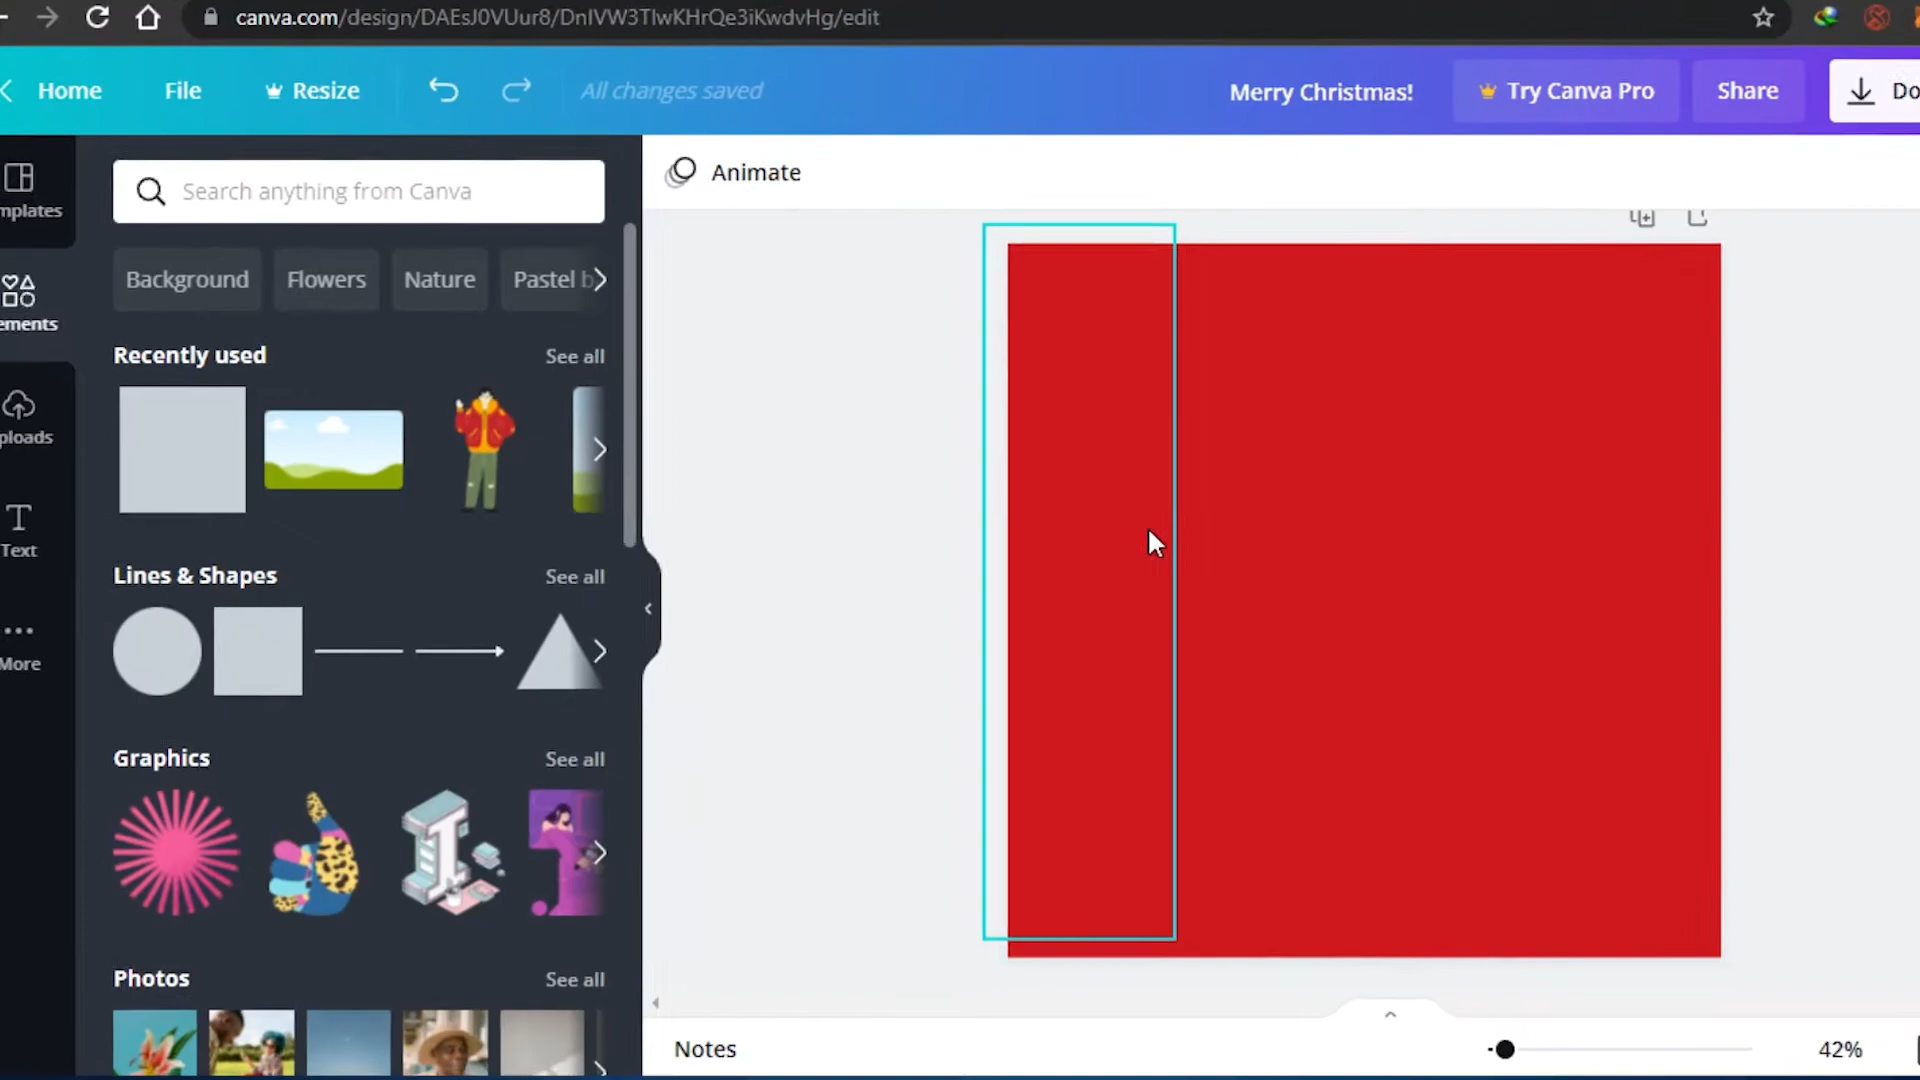 canva.com/design/DAEsJ0VUur8/DnIVW3TlwKHrQe3iKwdvHg/edit
Home File Resize All changes saved Merry Christmas! Try Canva Pro Share Do
Animate
mplates
ements
ploads
Text
More
Search anything from Canva
Background Flowers Nature Pastel b
Recently used See all
Lines & Shapes See all
Graphics See all
Photos See all
Notes 42%